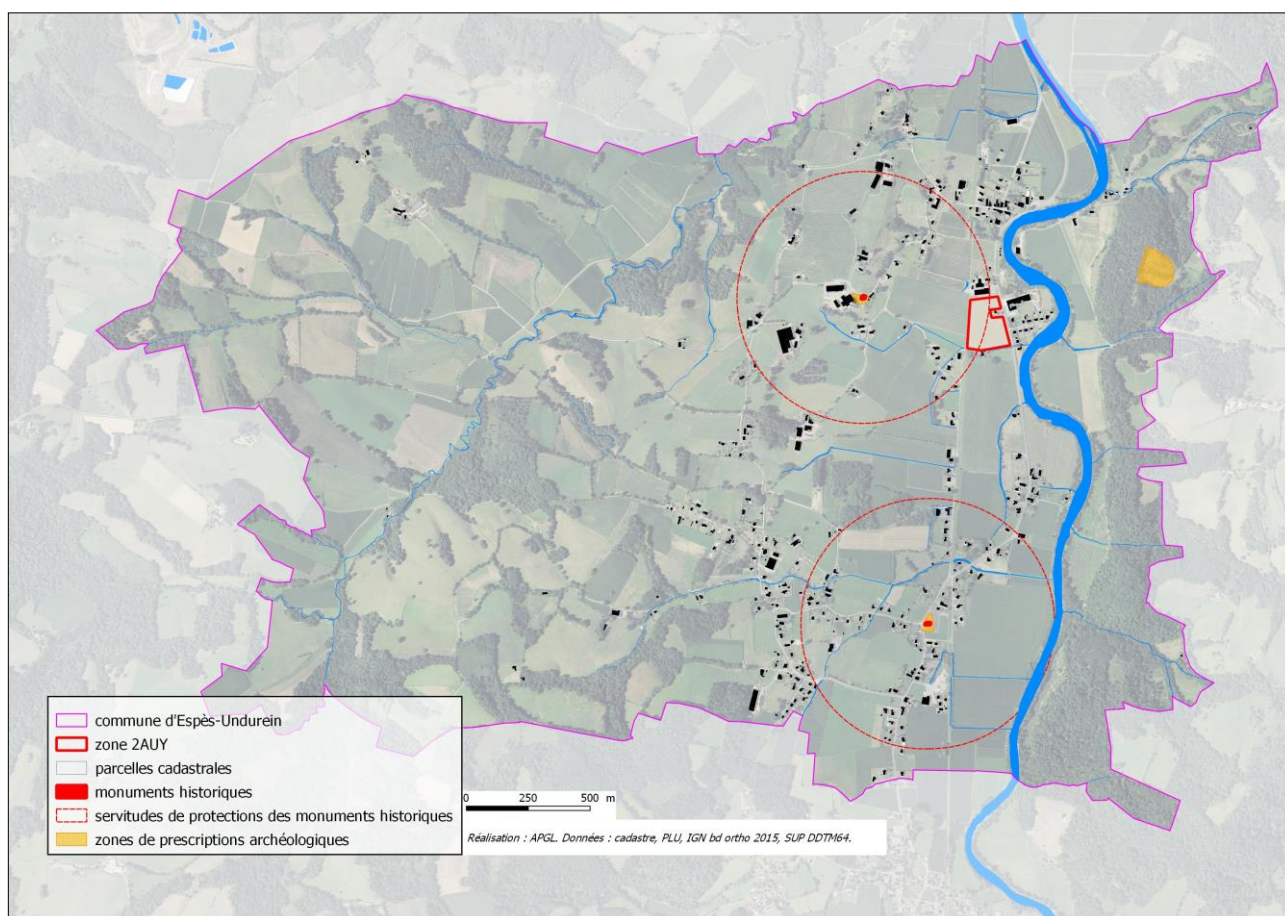 commune d'Espès-Undurein
zone 2AUY
parcelles cadastrales
monuments historiques
servitudes de protections des monuments historiques
zones de prescriptions archéologiques
0 250 500 m
Réalisation : APGL. Données : cadastre, PLU, IGN bd ortho 2015, SUP DDTM64.